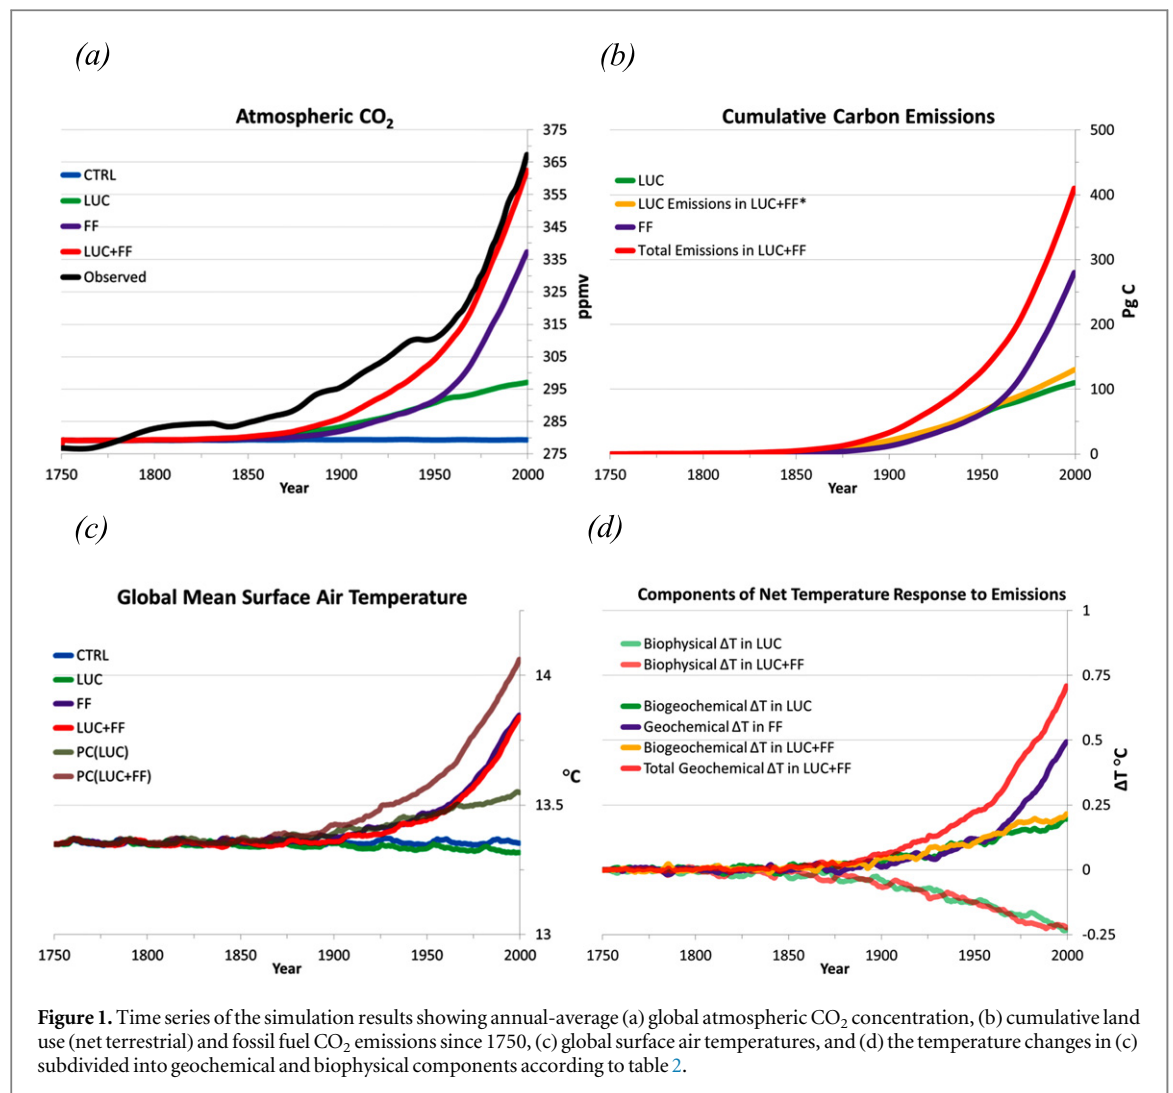 (a)
Atmospheric CO₂
CTRL
LUC
FF
LUC+FF
Observed
375
365
355
345
335
325
315
305
295
285
275
ppmv
1750 1800 1850 1900 1950 2000
Year
(b)
Cumulative Carbon Emissions
LUC
LUC Emissions in LUC+FF*
FF
Total Emissions in LUC+FF
500
400
300
200
100
0
Pg C
1750 1800 1850 1900 1950 2000
Year
(c)
Global Mean Surface Air Temperature
CTRL
LUC
FF
LUC+FF
PC(LUC)
PC(LUC+FF)
14
13.5
13
°C
1750 1800 1850 1900 1950 2000
Year
(d)
Components of Net Temperature Response to Emissions
Biophysical ΔT in LUC
Biophysical ΔT in LUC+FF
Biogeochemical ΔT in LUC
Geochemical ΔT in FF
Biogeochemical ΔT in LUC+FF
Total Geochemical ΔT in LUC+FF
1
0.75
0.5
0.25
0
-0.25
ΔT °C
1750 1800 1850 1900 1950 2000
Year
Figure 1. Time series of the simulation results showing annual-average (a) global atmospheric CO₂ concentration, (b) cumulative land
use (net terrestrial) and fossil fuel CO₂ emissions since 1750, (c) global surface air temperatures, and (d) the temperature changes in (c)
subdivided into geochemical and biophysical components according to table 2.